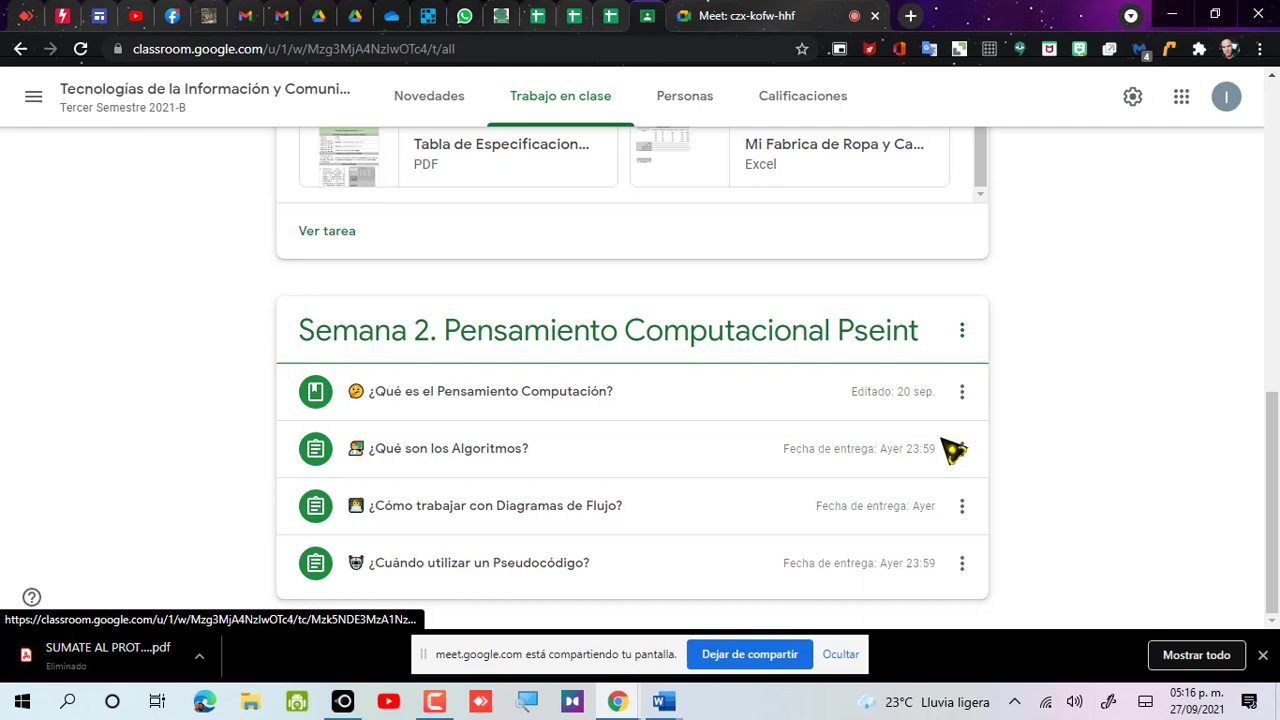 Meet: czx-kofw-hhf
classroom.google.com/u/1/w/Mzg3MjA4NzIwOTc4/t/all
4
Tecnologías de la Información y Comuni...
Tercer Semestre 2021-B
Novedades
Trabajo en clase
Personas
Calificaciones
I
Tabla de Especificacion...
PDF
Mi Fabrica de Ropa y Ca...
Excel
Ver tarea
Semana 2. Pensamiento Computacional Pseint
¿Qué es el Pensamiento Computación?
Editado: 20 sep.
¿Qué son los Algoritmos?
Fecha de entrega: Ayer 23:59
¿Cómo trabajar con Diagramas de Flujo?
Fecha de entrega: Ayer
¿Cuándo utilizar un Pseudocódigo?
Fecha de entrega: Ayer 23:59
https://classroom.google.com/u/1/w/Mzg3MjA4NzIwOTc4/tc/Mzk5NDE3MzA1Nz...
SUMATE AL PROT....pdf
Eliminado
meet.google.com está compartiendo tu pantalla.
Dejar de compartir
Ocultar
Mostrar todo
23°C Lluvia ligera
05:16 p. m.
27/09/2021